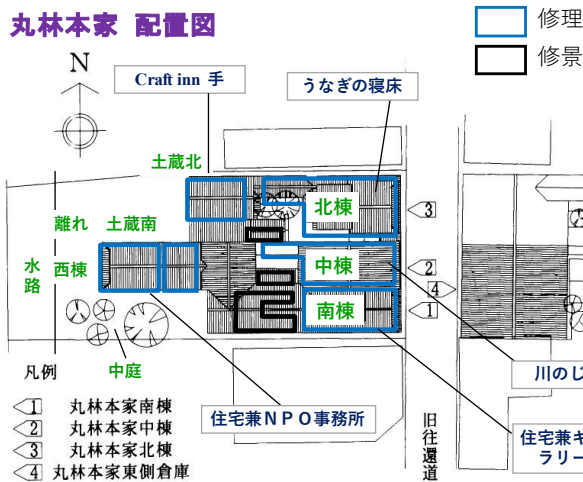 丸林本家 配置図
修理
修景
N
Craft inn 手
うなぎの寝床
土蔵北
北棟
3
離れ 土蔵南
水路
西棟
中棟
2
4
南棟
1
中庭
川のじ
凡例
1 丸林本家南棟
2 丸林本家中棟
3 丸林本家北棟
4 丸林本家東側倉庫
住宅兼NPO事務所
旧往還道
住宅兼ギ
ラリー